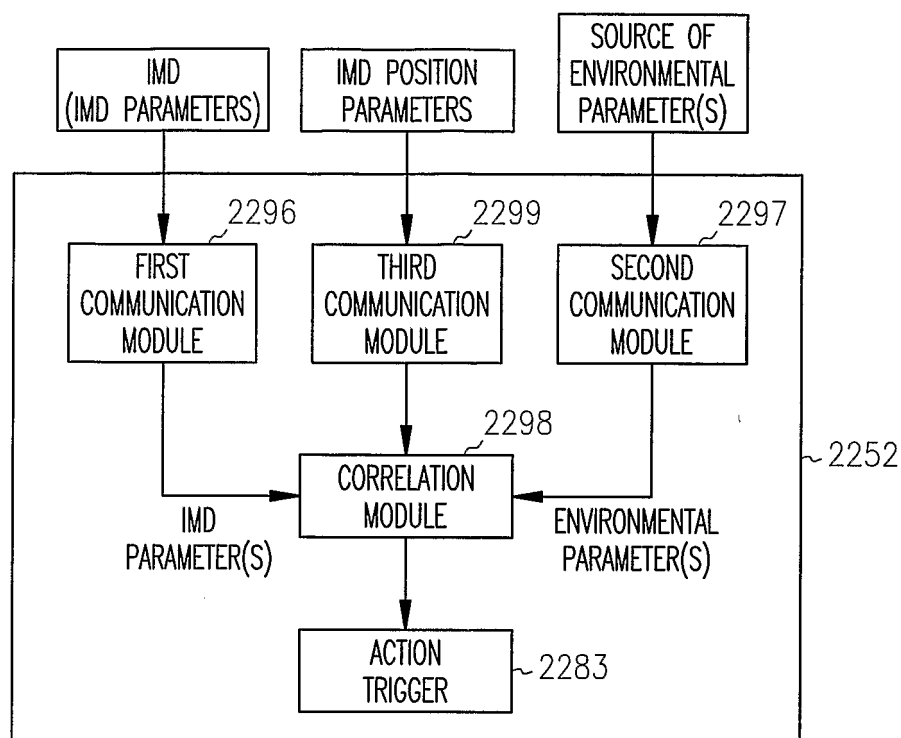 IMD
(IMD PARAMETERS)
IMD POSITION
PARAMETERS
SOURCE OF
ENVIRONMENTAL
PARAMETER(S)
2296
2299
2297
FIRST
COMMUNICATION
MODULE
THIRD
COMMUNICATION
MODULE
SECOND
COMMUNICATION
MODULE
2298
2252
CORRELATION
MODULE
IMD
PARAMETER(S)
ENVIRONMENTAL
PARAMETER(S)
ACTION
TRIGGER
2283